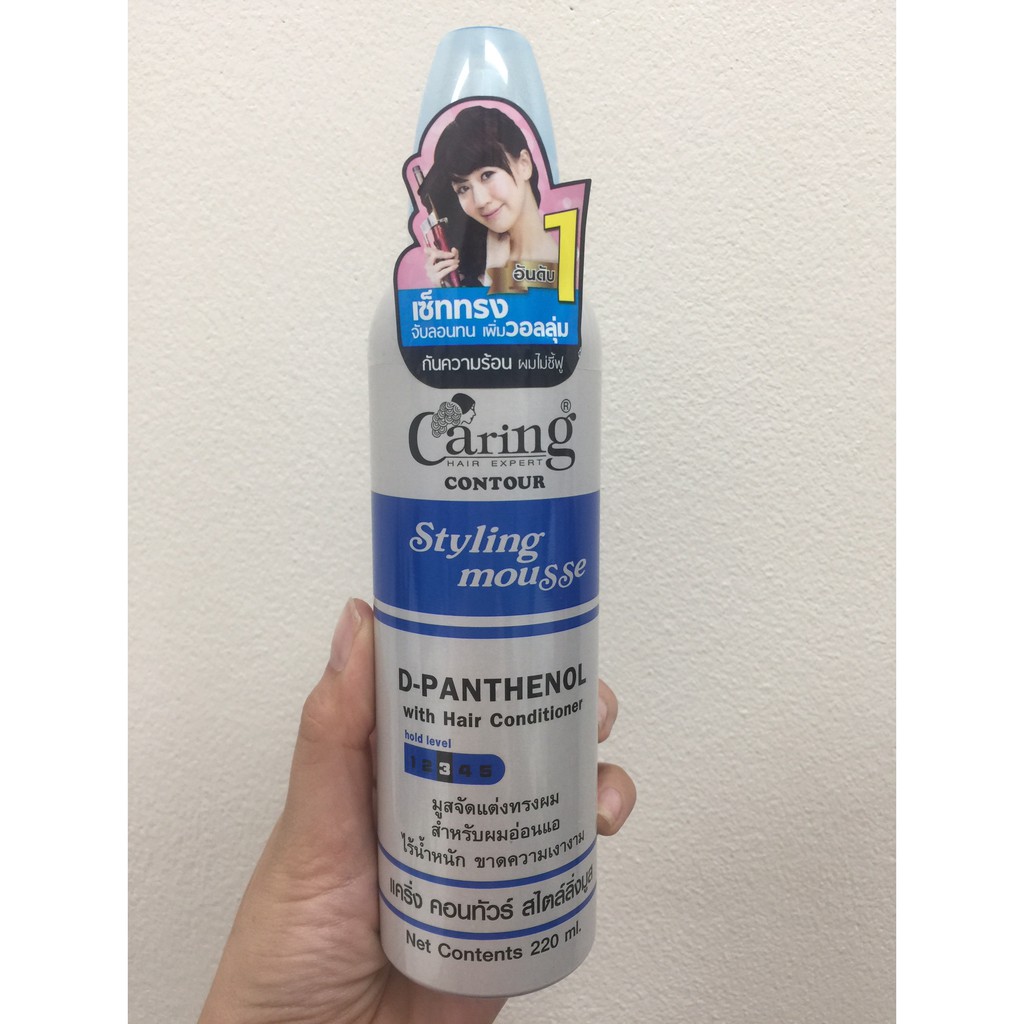 อันดับ 1
เซ็ททรง
จับลอนทน เพิ่มวอลลุ่ม
กันความร้อน ผมไม่ชี้ฟู
Caring®
HAIR EXPERT
CONTOUR
Styling
mousse
D-PANTHENOL
with Hair Conditioner
hold level
1 2 3 4 5
มูสจัดแต่งทรงผม
สำหรับผมอ่อนแอ
ไร้น้ำหนัก ขาดความเงางาม
แคริ่ง คอนทัวร์ สไตล์ลิ่งมูส
Net Contents 220 ml.